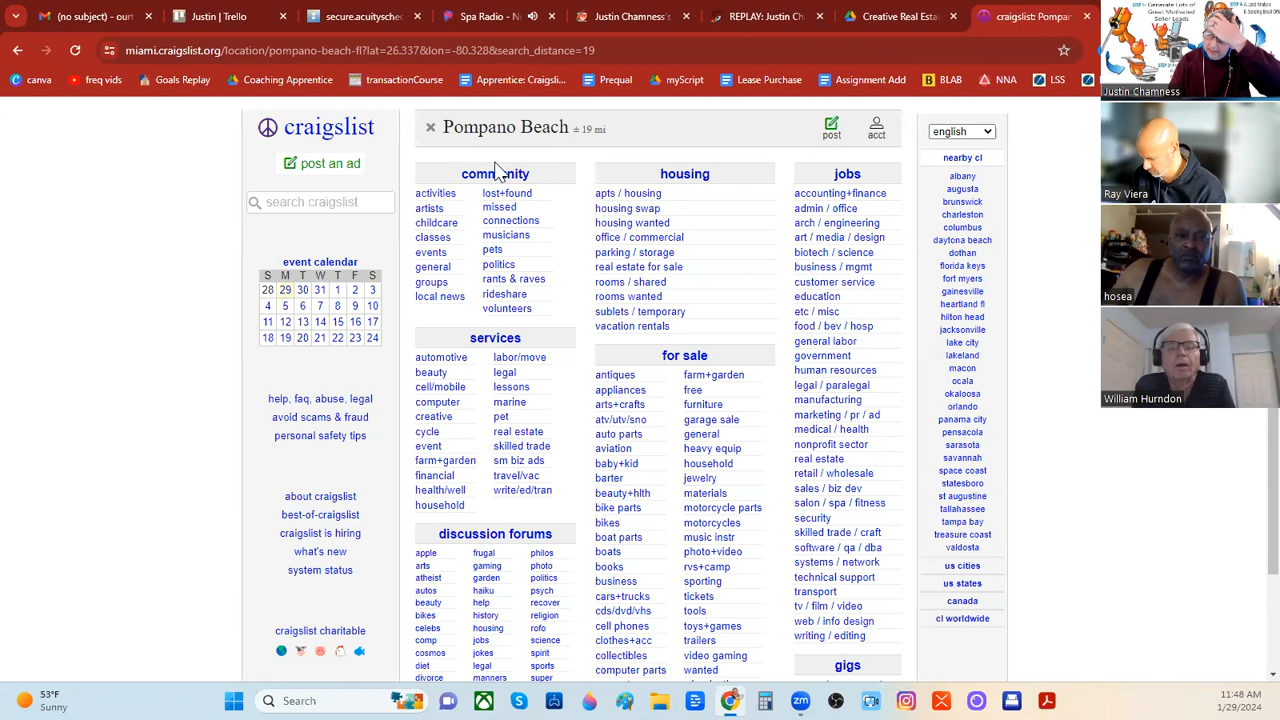 (no subject) - ourt
Justin | Trello
secure.acuitysched
Spa Radio - N
Justin Chamness's
REPLAY: Justin Ch
Creative Real Esta
craigslist: Pompan
miami.craigslist.org/location/pompano-beach-fl?lat=26.337&lon=-80.328&search_distance=19
canva
freq vids
Goals Replay
Coaching Apprentice
transactionCou...
Apprentice: Craigsli...
Prequal
myScript
Lease Purchase
Assignment Add
BLAB
NNA
LSS
craigslist
post an ad
search craigslist
event calendar
S M T W T F S
28 29 30 31 1 2 3
4 5 6 7 8 9 10
11 12 13 14 15 16 17
18 19 20 21 22 23 24
help, faq, abuse, legal
avoid scams & fraud
personal safety tips
about craigslist
best-of-craigslist
craigslist is hiring
what's new
system status
craigslist charitable
Pompano Beach ± 19 mi
post
acct
community
activities
artists
childcare
classes
events
general
groups
local news
lost+found
missed
connections
musicians
pets
politics
rants & raves
rideshare
volunteers
services
automotive
beauty
cell/mobile
computer
creative
cycle
event
farm+garden
financial
health/well
household
labor/move
legal
lessons
marine
pet
real estate
skilled trade
sm biz ads
travel/vac
write/ed/tran
discussion forums
apple
arts
atheist
autos
beauty
bikes
celebs
comp
cosmos
diet
divorce
frugal
gaming
garden
haiku
help
history
housing
jobs
jokes
legal
manners
philos
photo
politics
psych
recover
religion
rofo
science
spirit
sports
super
housing
apts / housing
housing swap
housing wanted
office / commercial
parking / storage
real estate for sale
rooms / shared
rooms wanted
sublets / temporary
vacation rentals
for sale
antiques
appliances
arts+crafts
atv/utv/sno
auto parts
aviation
baby+kid
barter
beauty+hlth
bike parts
bikes
boat parts
boats
books
business
cars+trucks
cds/dvd/vhs
cell phones
clothes+acc
collectibles
computer parts
farm+garden
free
furniture
garage sale
general
heavy equip
household
jewelry
materials
motorcycle parts
motorcycles
music instr
photo+video
rvs+camp
sporting
tickets
tools
toys+games
trailers
video gaming
wanted
jobs
accounting+finance
admin / office
arch / engineering
art / media / design
biotech / science
business / mgmt
customer service
education
etc / misc
food / bev / hosp
general labor
government
human resources
legal / paralegal
manufacturing
marketing / pr / ad
medical / health
nonprofit sector
real estate
retail / wholesale
sales / biz dev
salon / spa / fitness
security
skilled trade / craft
software / qa / dba
systems / network
technical support
transport
tv / film / video
web / info design
writing / editing
gigs
english
nearby cl
albany
augusta
brunswick
charleston
columbus
daytona beach
dothan
florida keys
fort myers
gainesville
heartland fl
hilton head
jacksonville
lake city
lakeland
macon
ocala
okaloosa
orlando
panama city
pensacola
sarasota
savannah
space coast
statesboro
st augustine
tallahassee
tampa bay
treasure coast
valdosta
us cities
us states
canada
cl worldwide
Justin Chamness
Ray Viera
hosea
William Hurndon
53°F
Sunny
Search
11:48 AM
1/29/2024